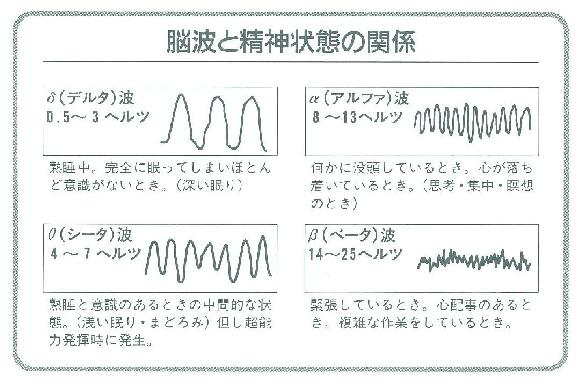 脳波と精神状態の関係
δ(デルタ)波
0.5〜3ヘルツ
熟睡中。完全に眠ってしまいほとん
ど意識がないとき。(深い眠り)
α(アルファ)波
8〜13ヘルツ
何かに没頭しているとき。心が落ち
着いているとき。(思考・集中・瞑想
のとき)
θ(シータ)波
4〜7ヘルツ
熟睡と意識のあるときの中間的な状
態。(浅い眠り・まどろみ)但し超能
力発揮時に発生。
β(ベータ)波
14〜25ヘルツ
緊張しているとき。心配事のあると
き。複雑な作業をしているとき。